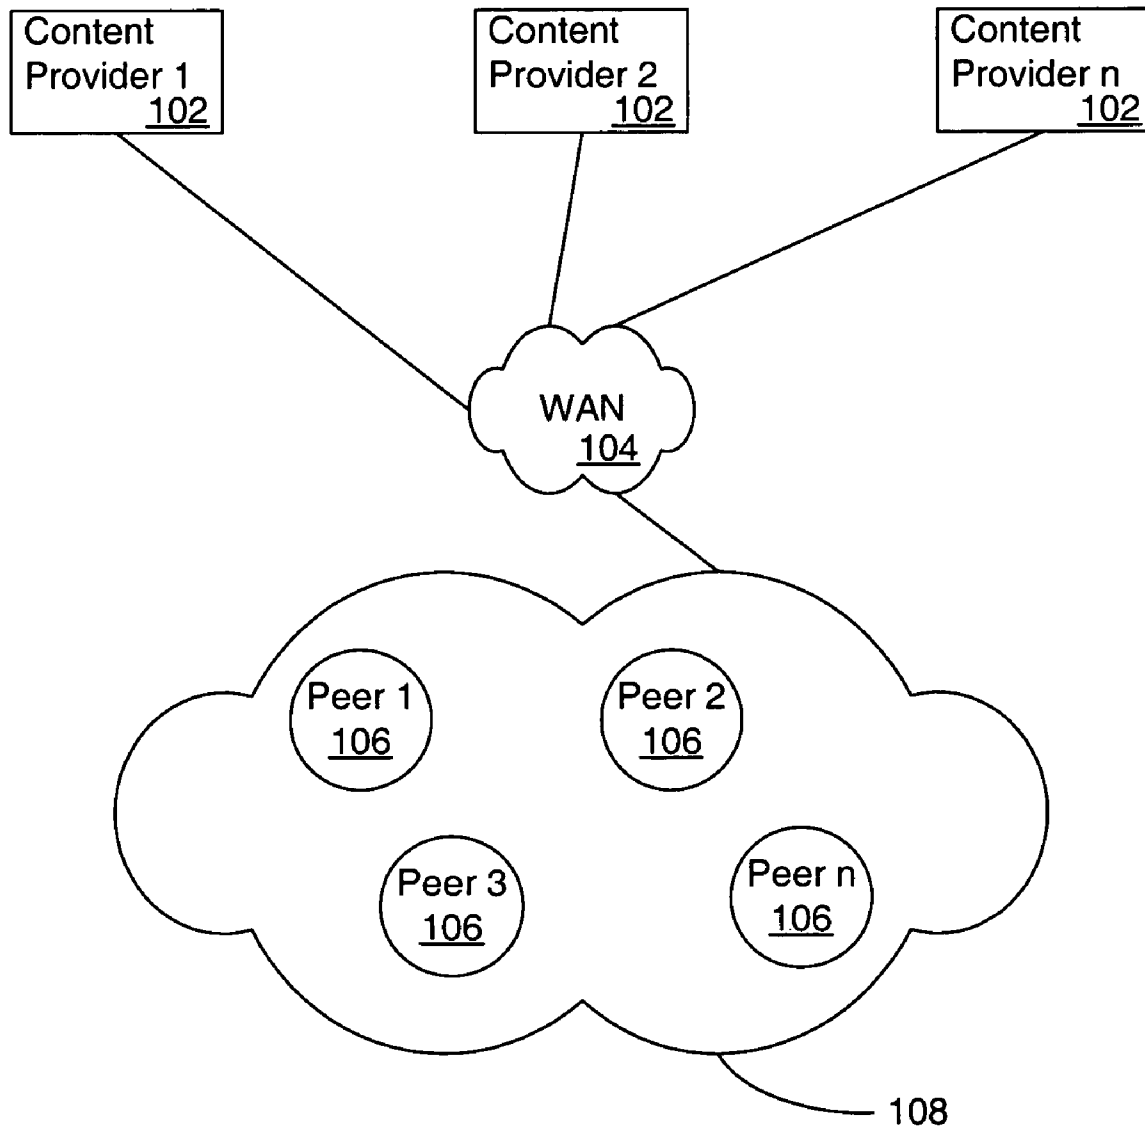 Content
Provider 1
102
Content
Provider 2
102
Content
Provider n
102
WAN
104
Peer 1
106
Peer 2
106
Peer 3
106
Peer n
106
108